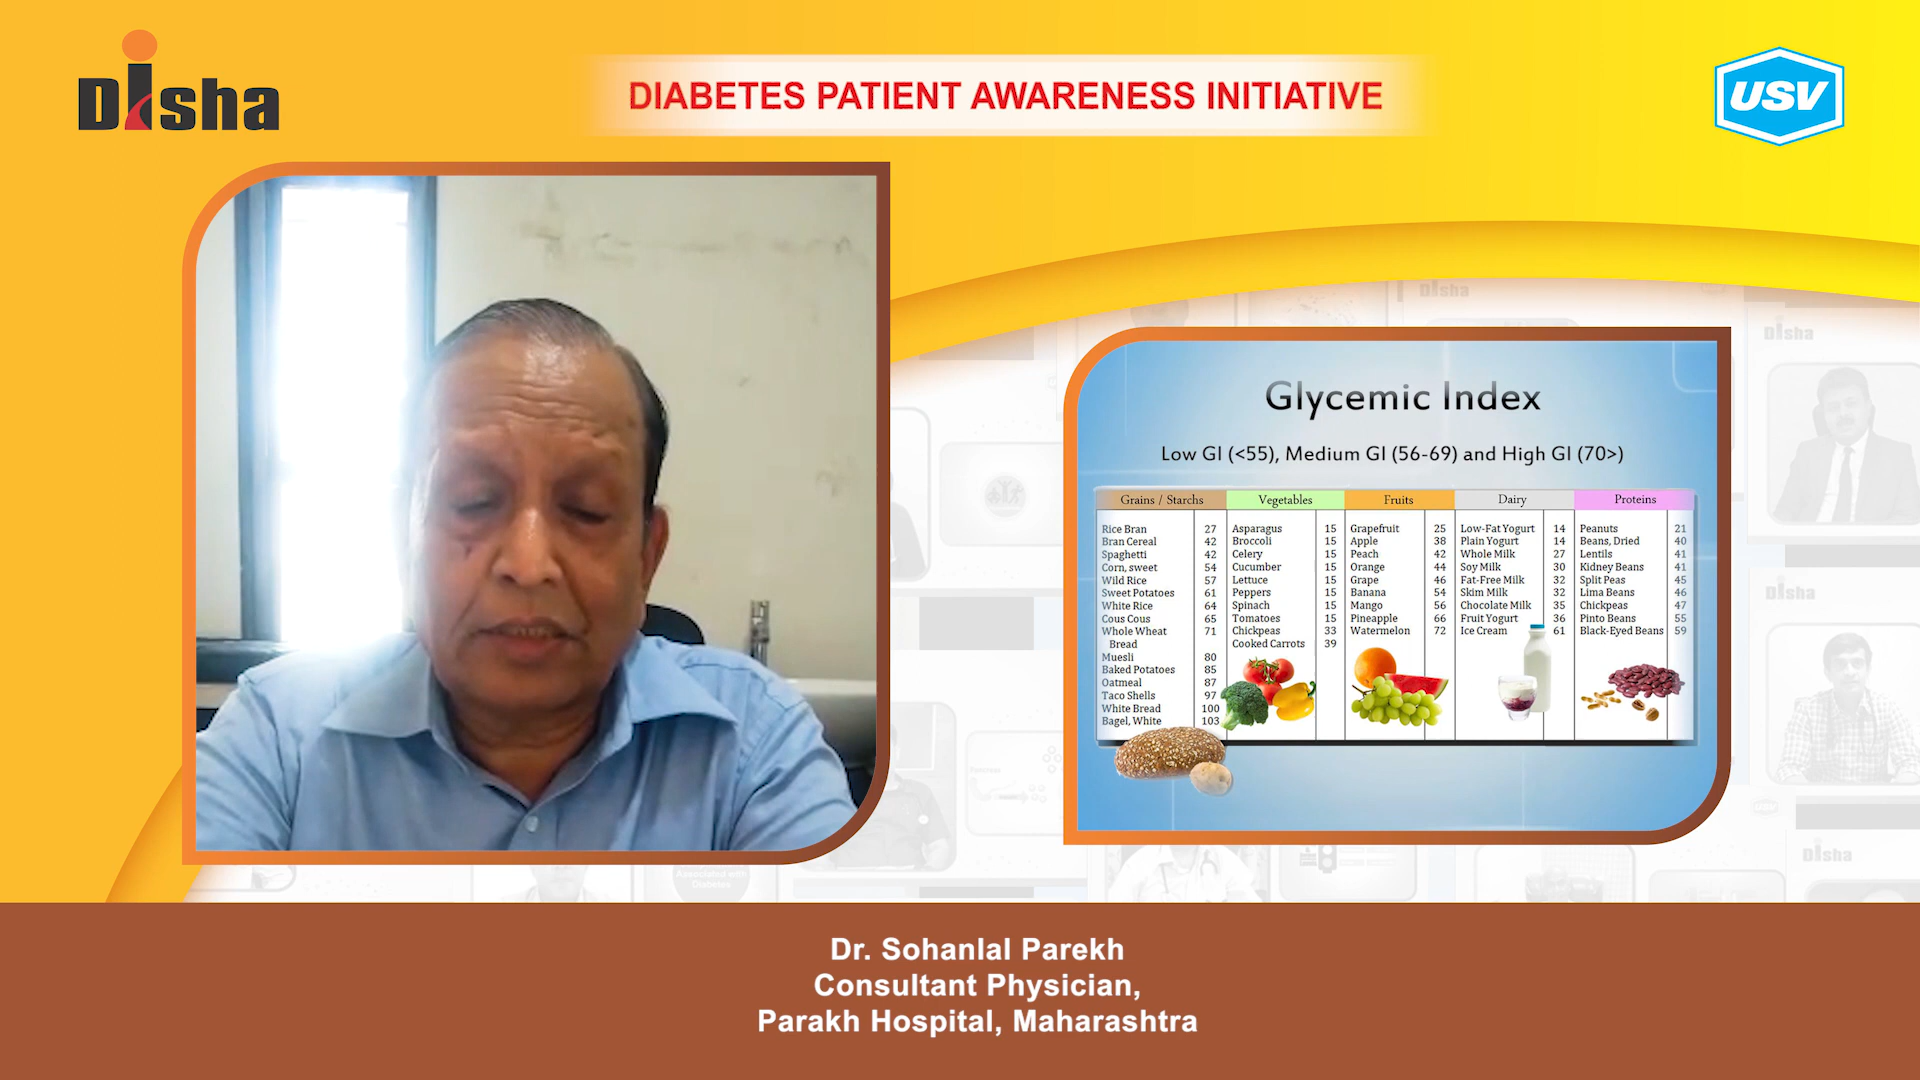 Disha
DIABETES PATIENT AWARENESS INITIATIVE
USV
Glycemic Index
Low GI (<55), Medium GI (56-69) and High GI (70>)
Grains / Starchs Vegetables Fruits Dairy Proteins
Rice Bran 27 Asparagus 15 Grapefruit 25 Low-Fat Yogurt 14 Peanuts 21
Bran Cereal 42 Broccoli 15 Apple 38 Plain Yogurt 14 Beans, Dried 40
Spaghetti 42 Celery 15 Peach 42 Whole Milk 27 Lentils 41
Corn, sweet 54 Cucumber 15 Orange 44 Soy Milk 30 Kidney Beans 41
Wild Rice 57 Lettuce 15 Grape 46 Fat-Free Milk 32 Split Peas 45
Sweet Potatoes 61 Peppers 15 Banana 54 Skim Milk 32 Lima Beans 46
White Rice 64 Spinach 15 Mango 56 Chocolate Milk 35 Chickpeas 47
Cous Cous 65 Tomatoes 15 Pineapple 66 Fruit Yogurt 36 Pinto Beans 55
Whole Wheat 71 Chickpeas 33 Watermelon 72 Ice Cream 61 Black-Eyed Beans 59
Bread Cooked Carrots 39
Muesli 80
Baked Potatoes 85
Oatmeal 87
Taco Shells 97
White Bread 100
Bagel, White 103
Disha
Disha
Disha
Disha
Associated with
Diabetes
Dr. Sohanlal Parekh
Consultant Physician,
Parakh Hospital, Maharashtra